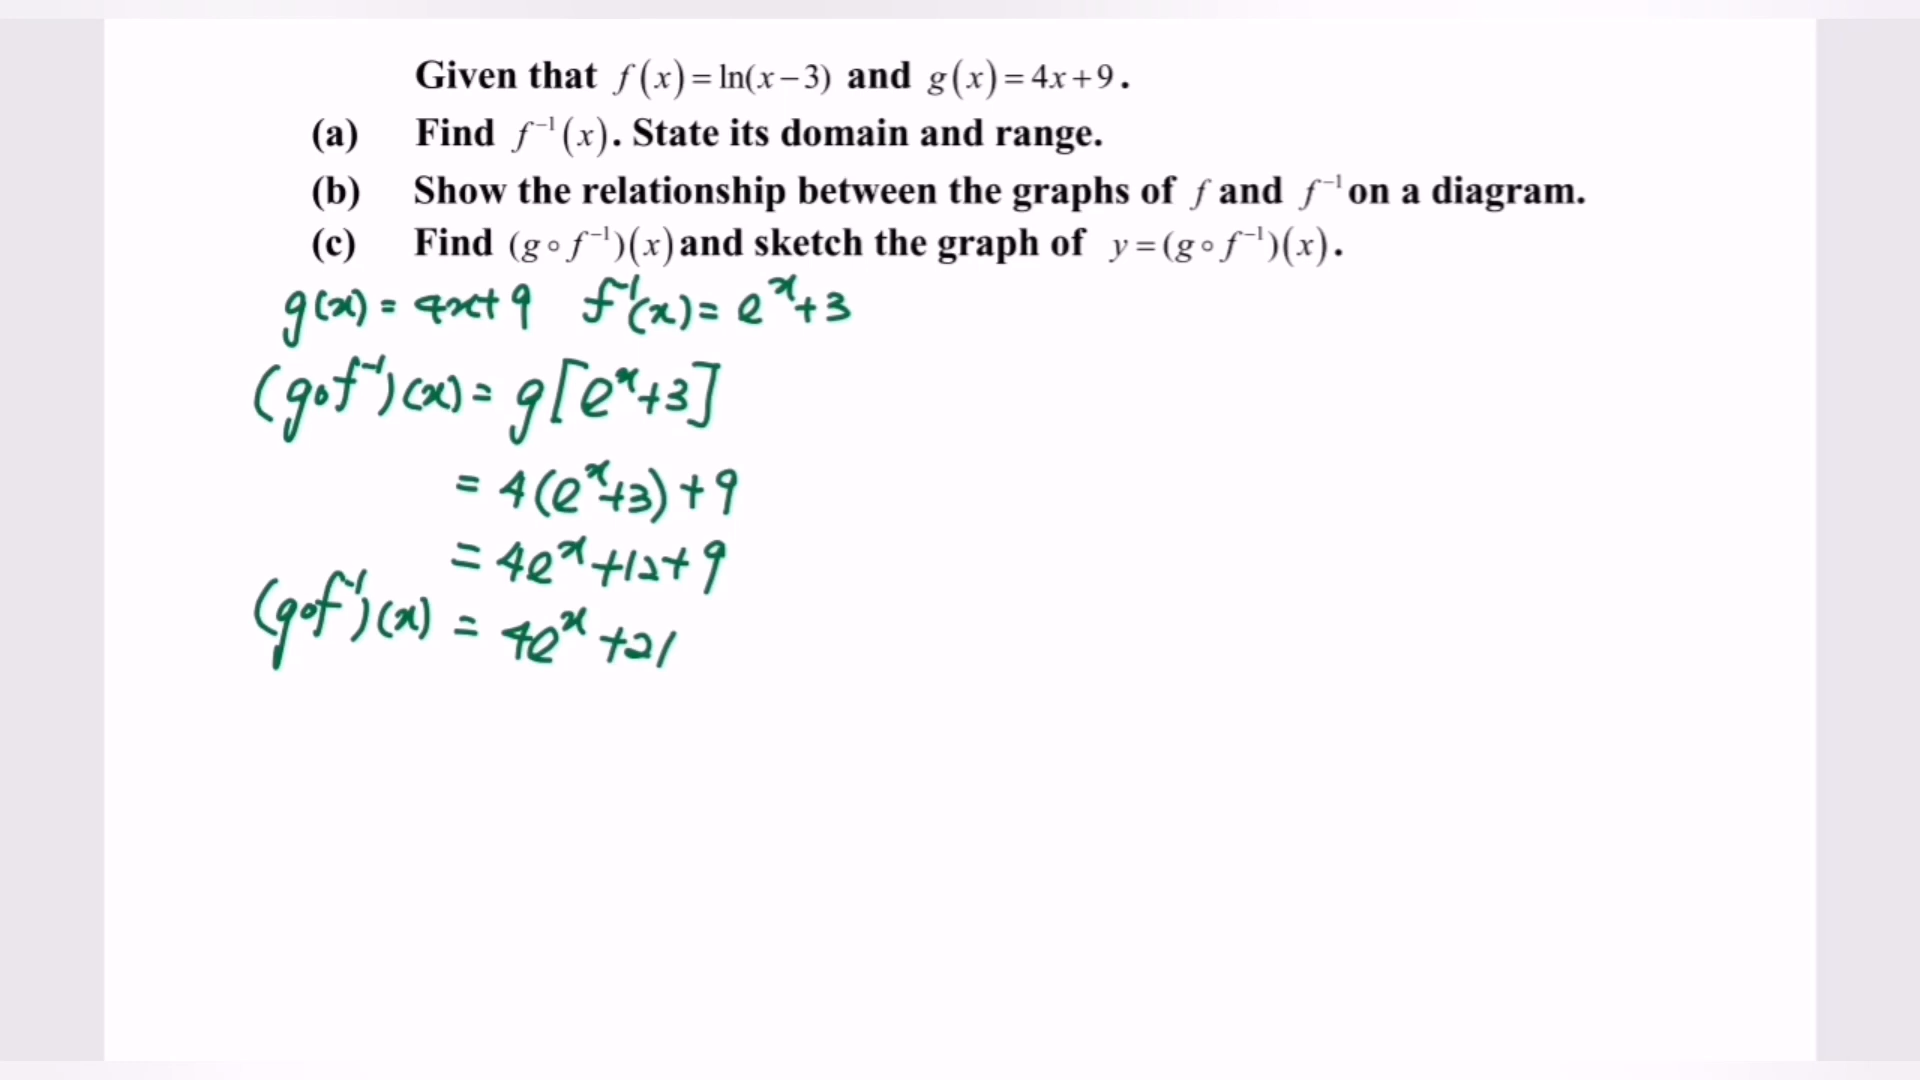 Given that f(x)=ln(x−3) and g(x)=4x+9.
(a) Find f⁻¹(x). State its domain and range.
(b) Show the relationship between the graphs of f and f⁻¹ on a diagram.
(c) Find (g∘f⁻¹)(x) and sketch the graph of y=(g∘f⁻¹)(x).
g(x) = 4x+9 f⁻¹(x) = eˣ+3
(gof⁻¹)(x) = g[eˣ+3]
= 4(eˣ+3)+9
= 4eˣ+12+9
(gof⁻¹)(x) = 4eˣ+21